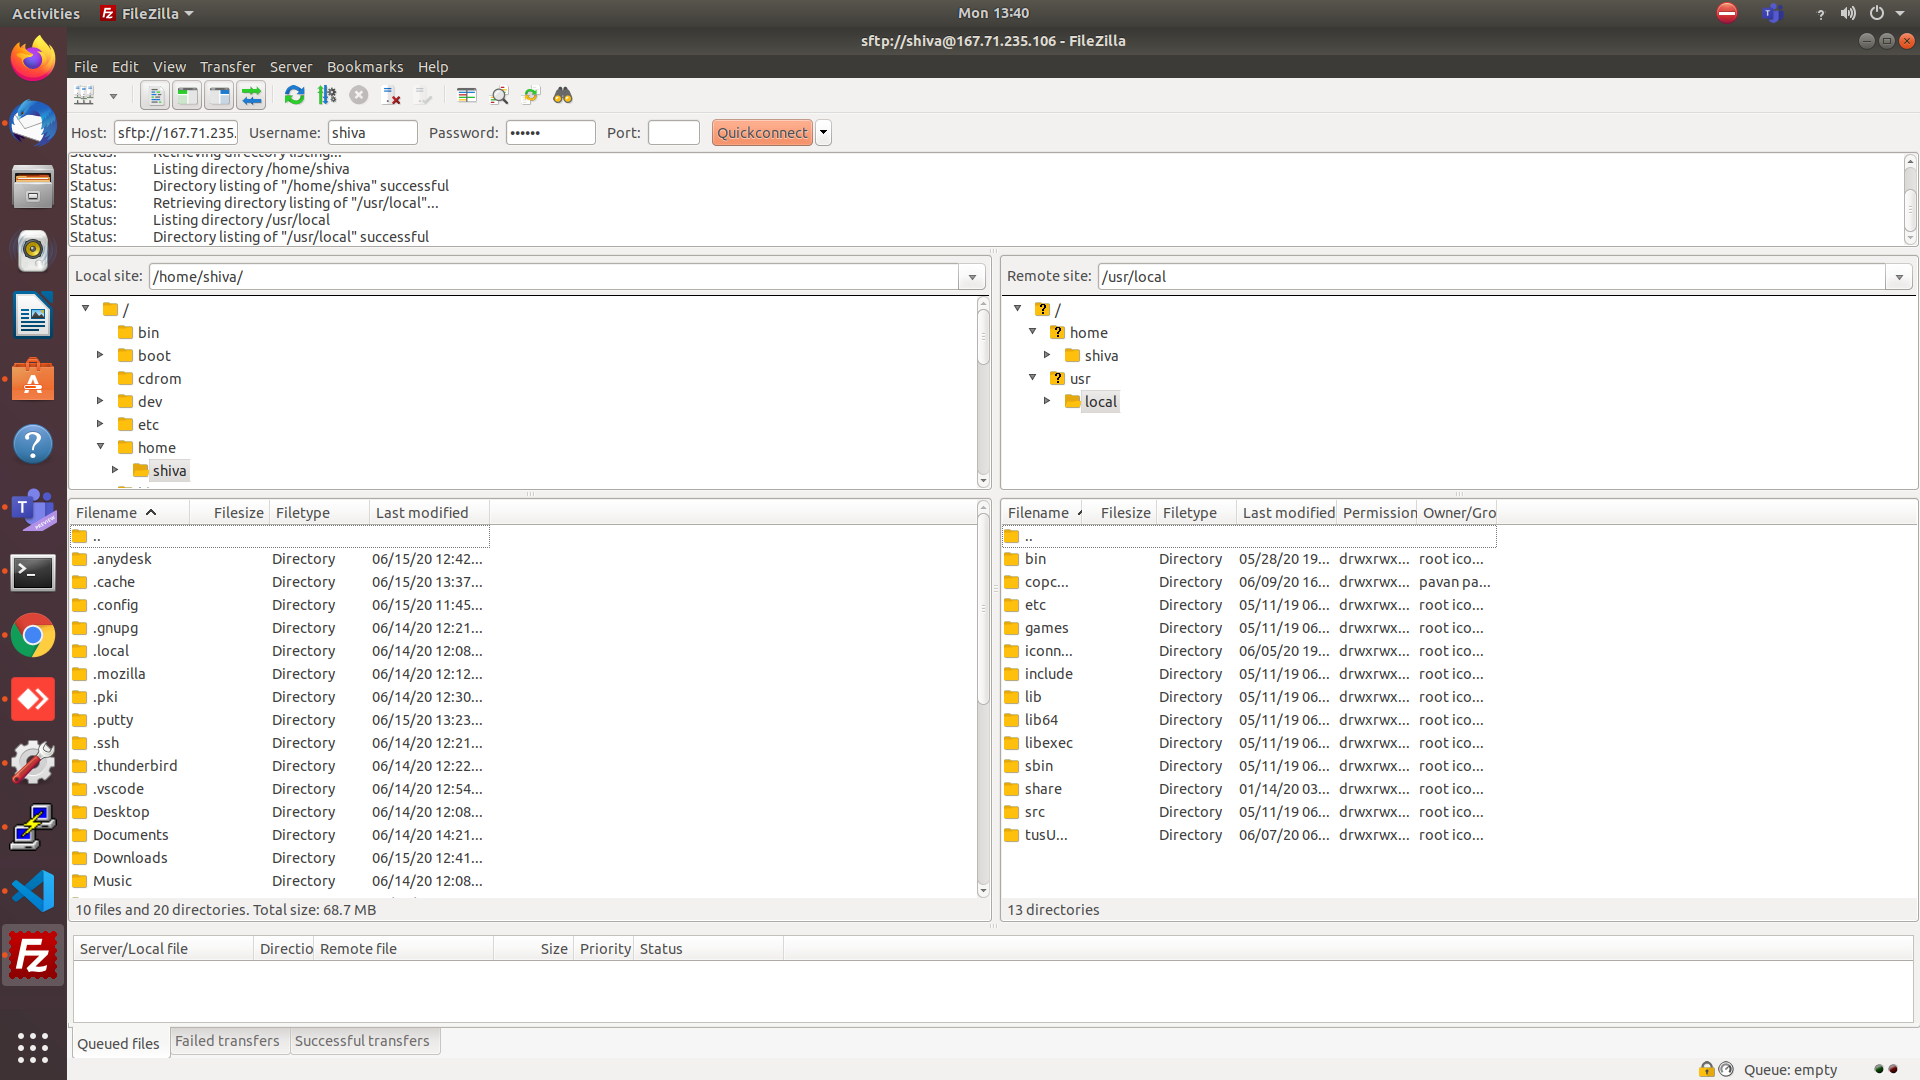 Activities FileZilla Mon 13:40
sftp://shiva@167.71.235.106 - FileZilla
File Edit View Transfer Server Bookmarks Help
Host: sftp://167.71.235. Username: shiva Password: •••••• Port: Quickconnect
Status: Retrieving directory listing...
Status: Listing directory /home/shiva
Status: Directory listing of "/home/shiva" successful
Status: Retrieving directory listing of "/usr/local"...
Status: Listing directory /usr/local
Status: Directory listing of "/usr/local" successful
Local site: /home/shiva/
/
bin
boot
cdrom
dev
etc
home
shiva
Remote site: /usr/local
/
home
shiva
usr
local
Filename Filesize Filetype Last modified
..
.anydesk Directory 06/15/20 12:42...
.cache Directory 06/15/20 13:37...
.config Directory 06/15/20 11:45...
.gnupg Directory 06/14/20 12:21...
.local Directory 06/14/20 12:08...
.mozilla Directory 06/14/20 12:12...
.pki Directory 06/14/20 12:30...
.putty Directory 06/15/20 13:23...
.ssh Directory 06/14/20 12:21...
.thunderbird Directory 06/14/20 12:22...
.vscode Directory 06/14/20 12:54...
Desktop Directory 06/14/20 12:08...
Documents Directory 06/14/20 14:21...
Downloads Directory 06/15/20 12:41...
Music Directory 06/14/20 12:08...
10 files and 20 directories. Total size: 68.7 MB
Filename Filesize Filetype Last modified Permission Owner/Gro
..
bin Directory 05/28/20 19... drwxrwx... root ico...
copc... Directory 06/09/20 16... drwxrwx... pavan pa...
etc Directory 05/11/19 06... drwxrwx... root ico...
games Directory 05/11/19 06... drwxrwx... root ico...
iconn... Directory 06/05/20 19... drwxrwx... root ico...
include Directory 05/11/19 06... drwxrwx... root ico...
lib Directory 05/11/19 06... drwxrwx... root ico...
lib64 Directory 05/11/19 06... drwxrwx... root ico...
libexec Directory 05/11/19 06... drwxrwx... root ico...
sbin Directory 05/11/19 06... drwxrwx... root ico...
share Directory 01/14/20 03... drwxrwx... root ico...
src Directory 05/11/19 06... drwxrwx... root ico...
tusU... Directory 06/07/20 06... drwxrwx... root ico...
13 directories
Server/Local file Directio Remote file Size Priority Status
Queued files Failed transfers Successful transfers
Queue: empty